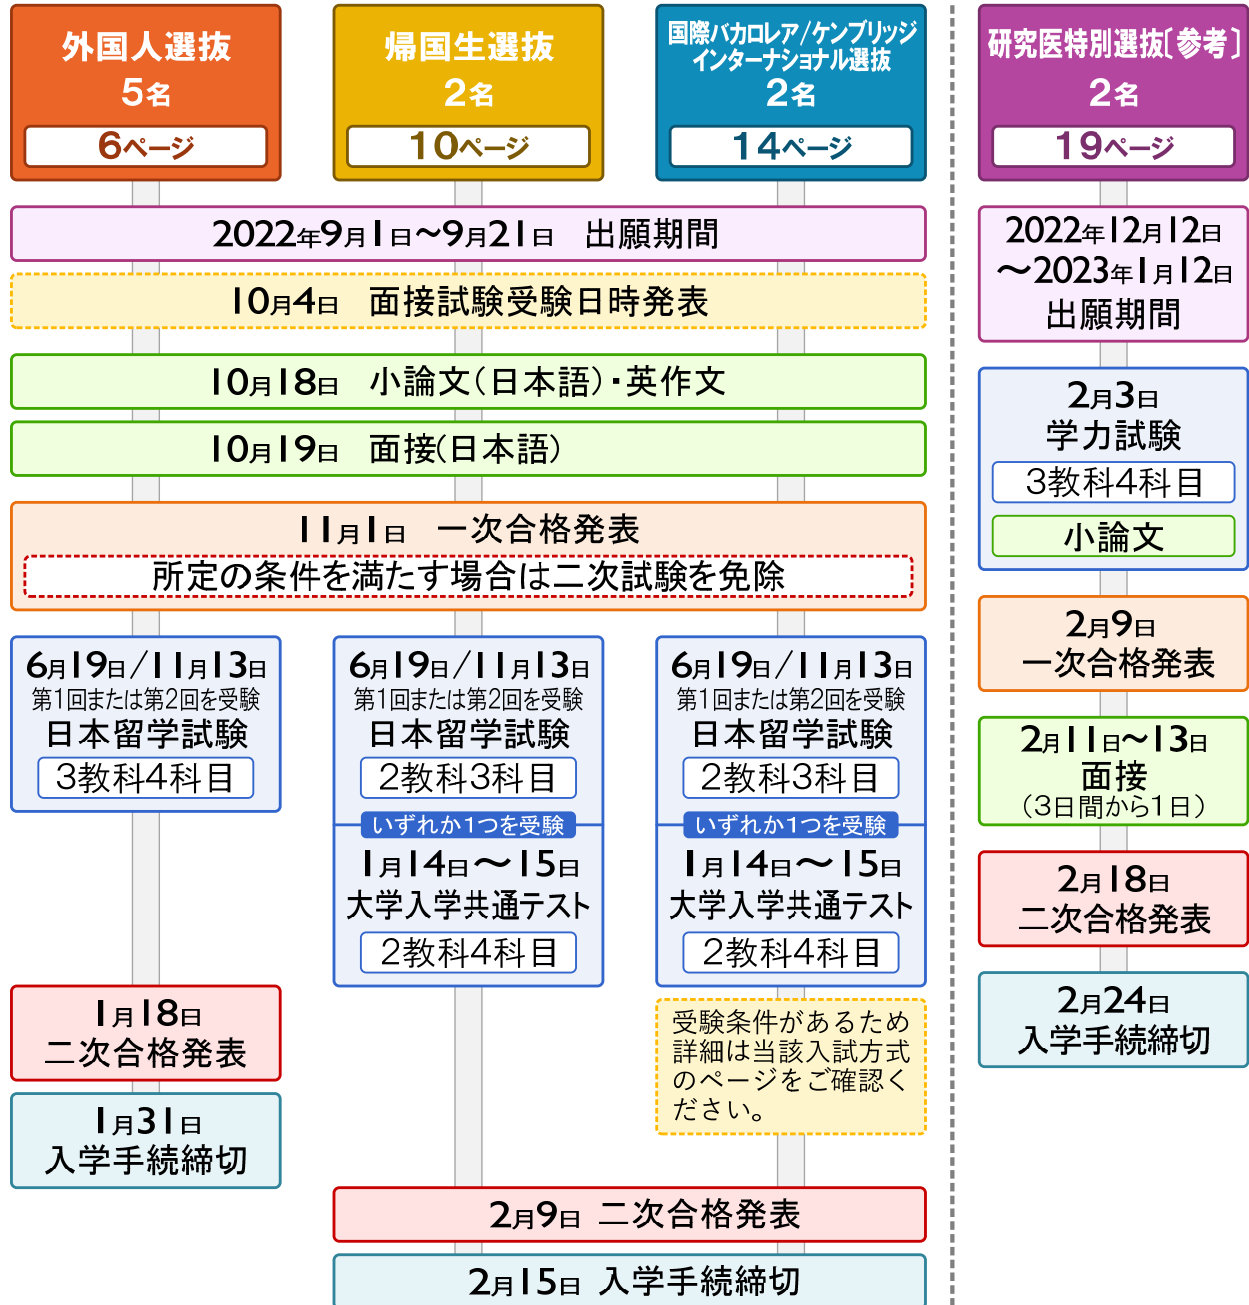 外国人選抜
5名
6ページ
帰国生選抜
2名
10ページ
国際バカロレア/ケンブリッジ
インターナショナル選抜
2名
14ページ
研究医特別選抜〔参考〕
2名
19ページ
2022年9月1日〜9月21日 出願期間
10月4日 面接試験受験日時発表
10月18日 小論文(日本語)・英作文
10月19日 面接(日本語)
11月1日 一次合格発表
所定の条件を満たす場合は二次試験を免除
6月19日/11月13日
第1回または第2回を受験
日本留学試験
3教科4科目
1月18日
二次合格発表
1月31日
入学手続締切
6月19日/11月13日
第1回または第2回を受験
日本留学試験
2教科3科目
いずれか1つを受験
1月14日〜15日
大学入学共通テスト
2教科4科目
6月19日/11月13日
第1回または第2回を受験
日本留学試験
2教科3科目
いずれか1つを受験
1月14日〜15日
大学入学共通テスト
2教科4科目
受験条件があるため
詳細は当該入試方式
のページをご確認く
ださい。
2月9日 二次合格発表
2月15日 入学手続締切
2022年12月12日
〜2023年1月12日
出願期間
2月3日
学力試験
3教科4科目
小論文
2月9日
一次合格発表
2月11日〜13日
面接
(3日間から1日)
2月18日
二次合格発表
2月24日
入学手続締切